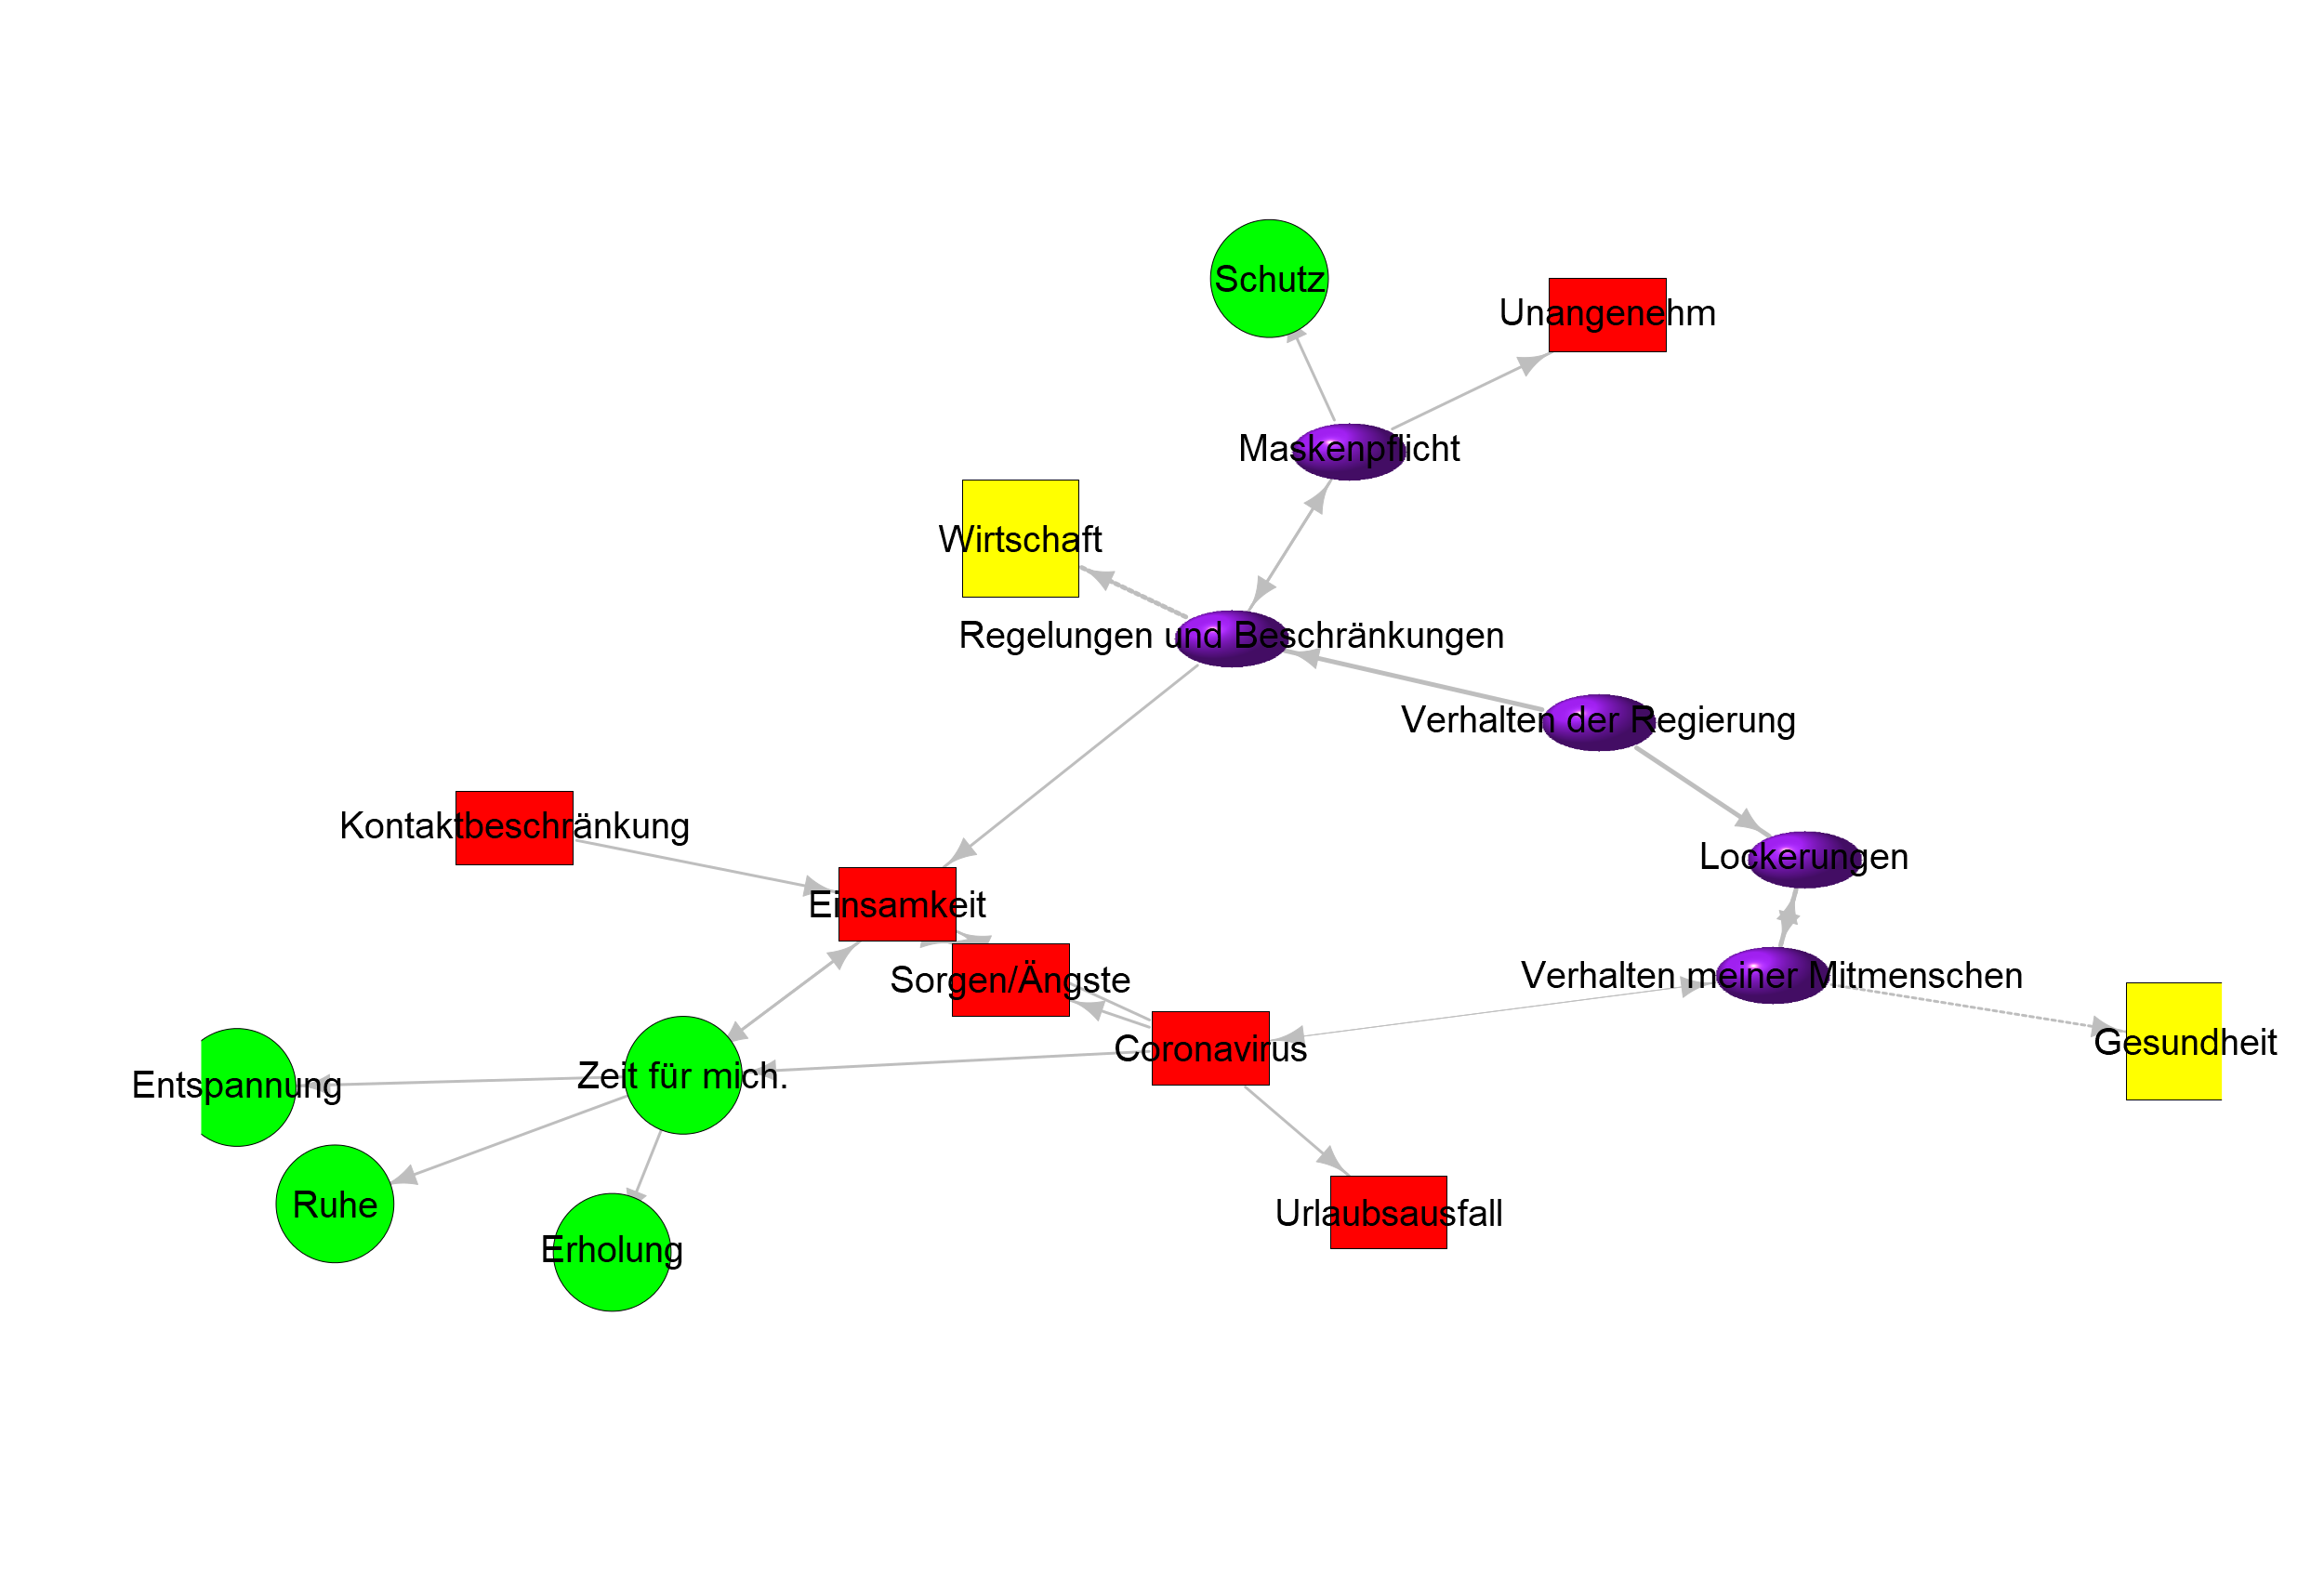 Schutz
Unangenehm
Maskenpflicht
Wirtschaft
Regelungen und Beschränkungen
Verhalten der Regierung
Kontaktbeschränkung
Lockerungen
Einsamkeit
Sorgen/Ängste
Verhalten meiner Mitmenschen
Gesundheit
Coronavirus
Zeit für mich.
Entspannung
Ruhe
Urlaubsausfall
Erholung